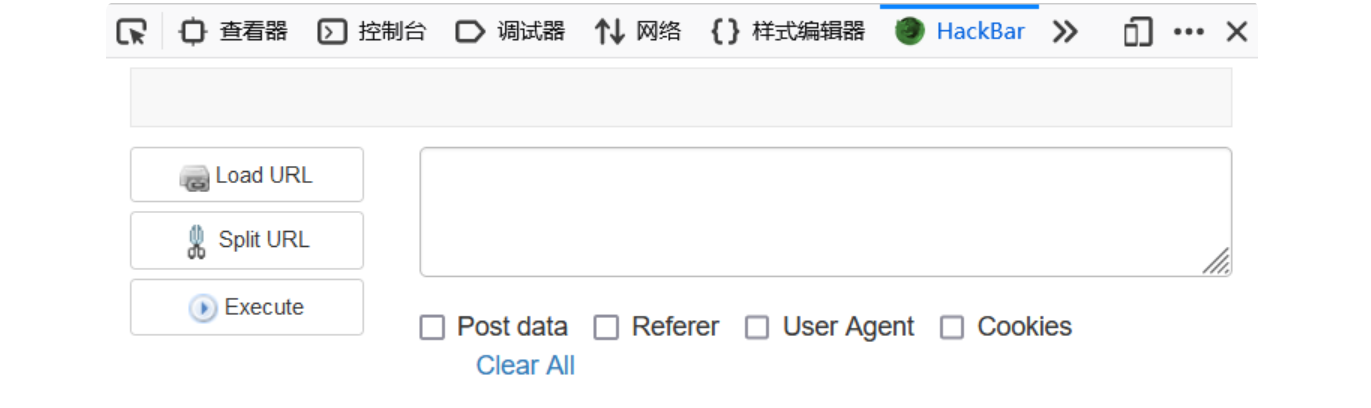 查看器 控制台 调试器 网络 {} 样式编辑器 HackBar
Load URL
Split URL
Execute
Post data Referer User Agent Cookies
Clear All